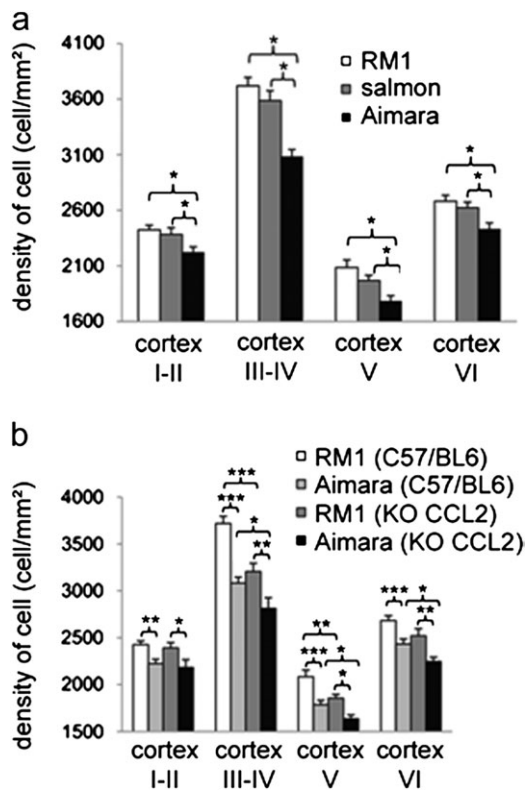 a
density of cell (cell/mm²)
4100
3600
3100
2600
2100
1600
RM1
salmon
Aimara
* * * * * * * *
cortex cortex cortex cortex
I-II III-IV V VI
b
density of cell (cell/mm²)
4000
3500
3000
2500
2000
1500
RM1 (C57/BL6)
Aimara (C57/BL6)
RM1 (KO CCL2)
Aimara (KO CCL2)
** * *** *** * ** ** *** * * *** * **
cortex cortex cortex cortex
I-II III-IV V VI